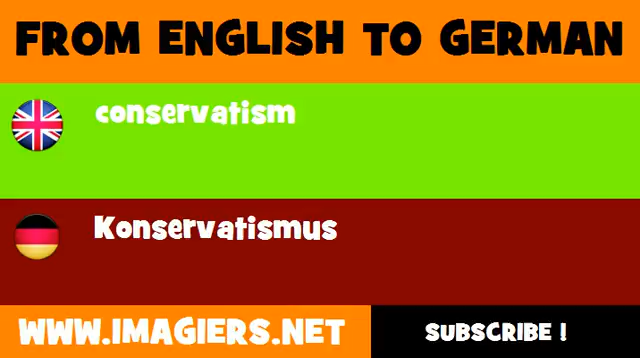 FROM ENGLISH TO GERMAN
conservatism
Konservatismus
WWW.IMAGIERS.NET
SUBSCRIBE !